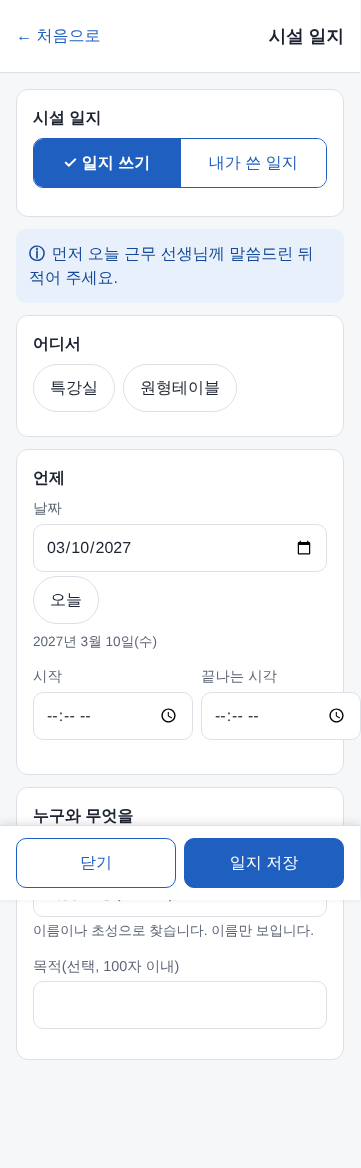 ← 처음으로
시설 일지
시설 일지
✓ 일지 쓰기
내가 쓴 일지
ⓘ 먼저 오늘 근무 선생님께 말씀드린 뒤
적어 주세요.
어디서
특강실
원형테이블
언제
날짜
03/10/2027
오늘
2027년 3월 10일(수)
시작
끝나는 시각
--:-- --
--:-- --
누구와 무엇을
닫기
일지 저장
이름이나 초성으로 찾습니다. 이름만 보입니다.
목적(선택, 100자 이내)